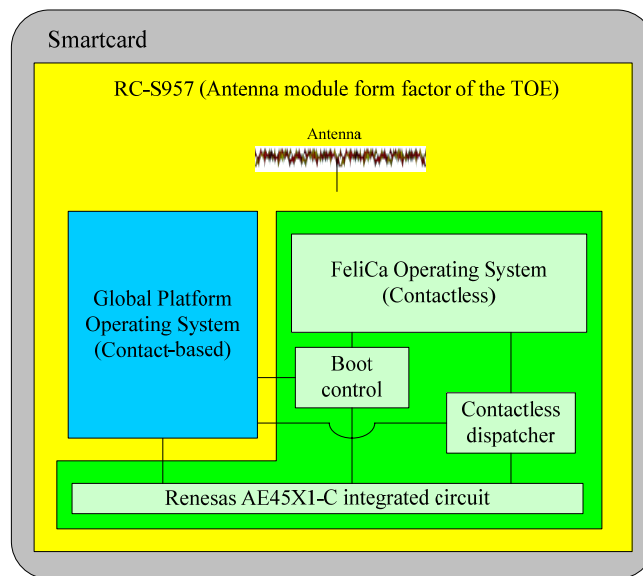 Smartcard
RC-S957 (Antenna module form factor of the TOE)
Antenna
Global Platform
Operating System
(Contact-based)
FeliCa Operating System
(Contactless)
Boot
control
Contactless
dispatcher
Renesas AE45X1-C integrated circuit